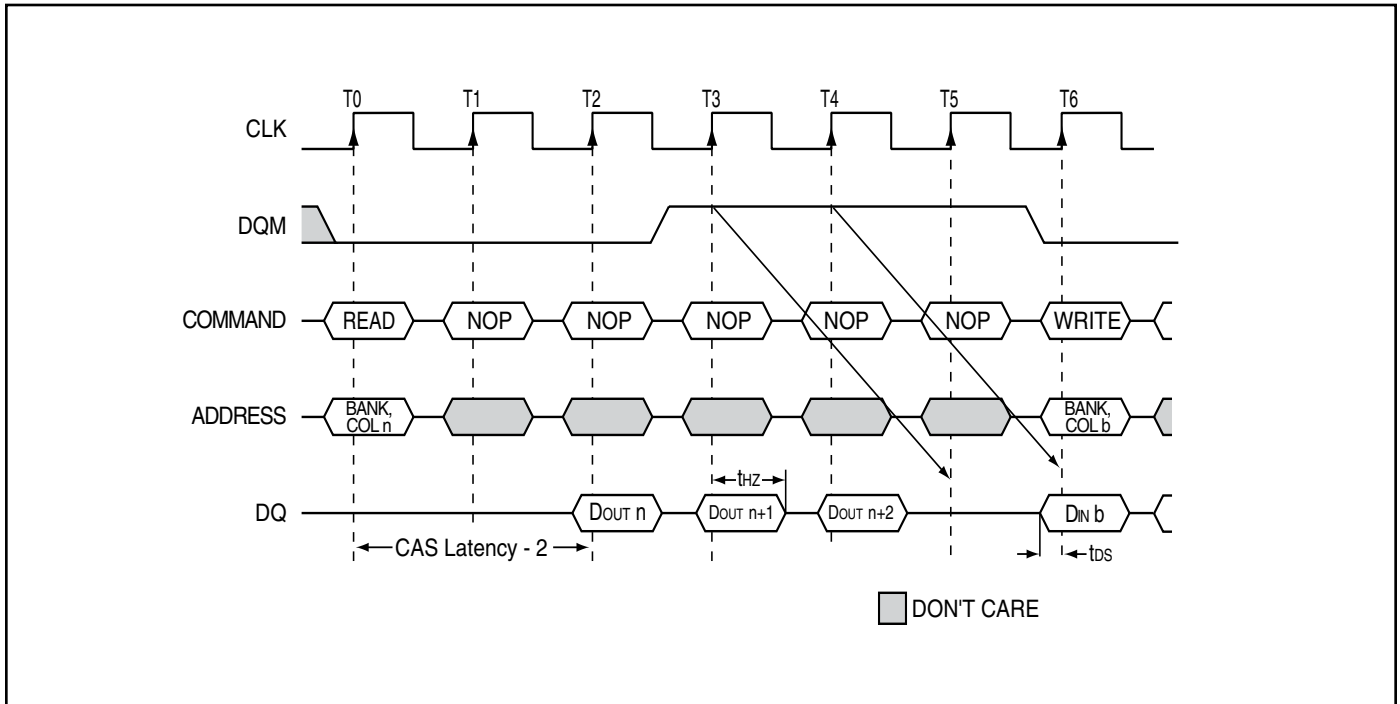 T0 T1 T2 T3 T4 T5 T6
CLK
DQM
COMMAND READ NOP NOP NOP NOP NOP WRITE
ADDRESS BANK, COL n BANK, COL b
tHZ
DQ DOUT n DOUT n+1 DOUT n+2 DIN b
CAS Latency - 2 tDS
DON'T CARE